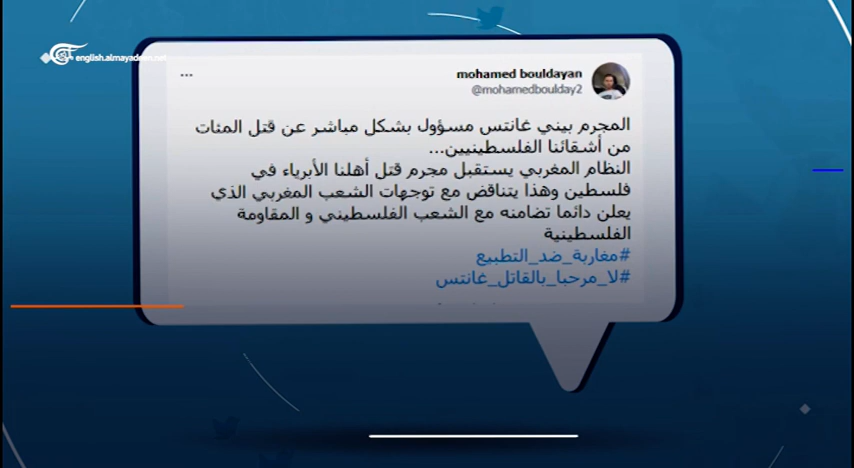 english.almayadeen.net
mohamed bouldayan
@mohamedboulday2
المجرم بيني غانتس مسؤول بشكل مباشر عن قتل المئات
من أشقائنا الفلسطينيين...
النظام المغربي يستقبل مجرم قتل أهلنا الأبرياء في
فلسطين وهذا يتناقض مع توجهات الشعب المغربي الذي
يعلن دائما تضامنه مع الشعب الفلسطيني و المقاومة
الفلسطينية
#مغاربة_ضد_التطبيع
#لا_مرحبا_بالقاتل_غانتس